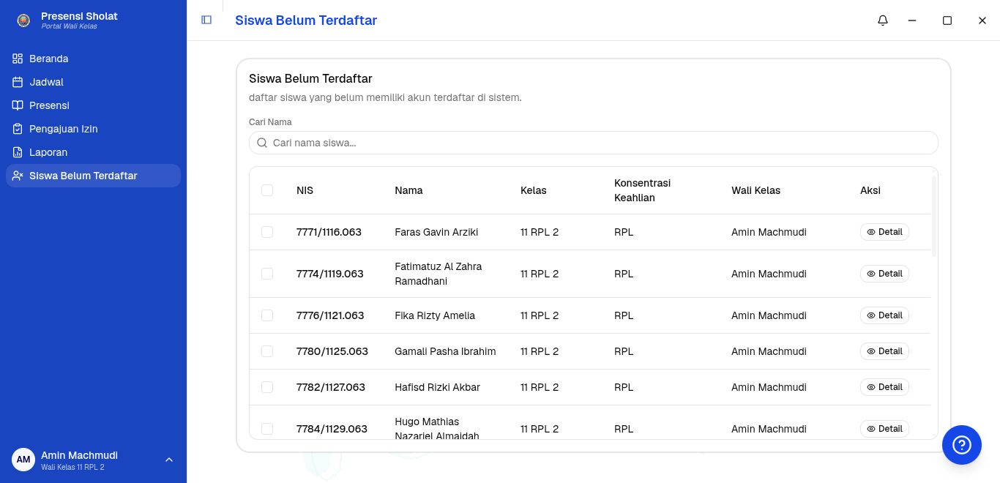 Presensi Sholat
Portal Wali Kelas
Beranda
Jadwal
Presensi
Pengajuan Izin
Laporan
Siswa Belum Terdaftar
AM
Amin Machmudi
Wali Kelas 11 RPL 2
Siswa Belum Terdaftar
Siswa Belum Terdaftar
daftar siswa yang belum memiliki akun terdaftar di sistem.
Cari Nama
Cari nama siswa...
NIS Nama Kelas Konsentrasi Keahlian Wali Kelas Aksi
7771/1116.063 Faras Gavin Arziki 11 RPL 2 RPL Amin Machmudi Detail
7774/1119.063 Fatimatuz Al Zahra Ramadhani 11 RPL 2 RPL Amin Machmudi Detail
7776/1121.063 Fika Rizty Amelia 11 RPL 2 RPL Amin Machmudi Detail
7780/1125.063 Gamali Pasha Ibrahim 11 RPL 2 RPL Amin Machmudi Detail
7782/1127.063 Hafisd Rizki Akbar 11 RPL 2 RPL Amin Machmudi Detail
7784/1129.063 Hugo Mathias Nazariel Almaidah 11 RPL 2 RPL Amin Machmudi Detail